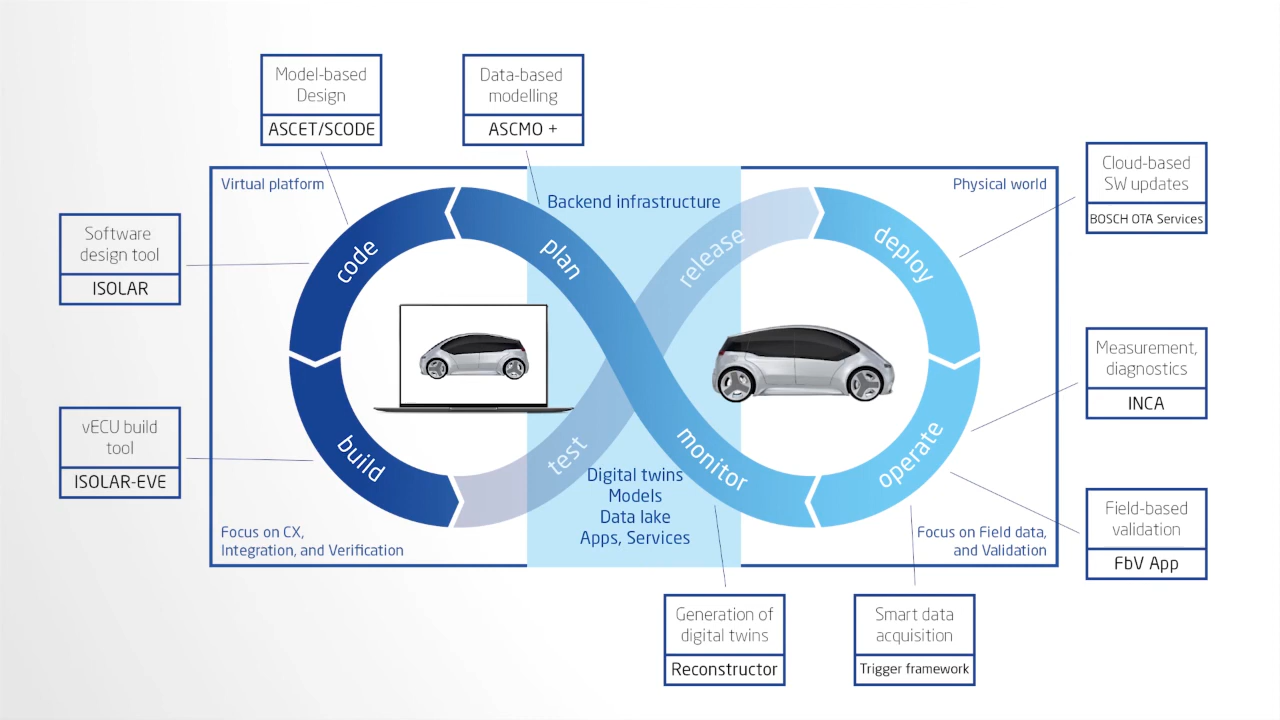 Model-based
Design
ASCET/SCODE
Data-based
modelling
ASCMO +
Cloud-based
SW updates
BOSCH OTA Services
Virtual platform
Backend infrastructure
Physical world
Software
design tool
ISOLAR
code
plan
release
deploy
Measurement,
diagnostics
INCA
vECU build
tool
ISOLAR-EVE
build
test
monitor
operate
Digital twins
Models
Data lake
Apps, Services
Focus on CX,
Integration, and Verification
Focus on Field data,
and Validation
Field-based
validation
FbV App
Generation of
digital twins
Reconstructor
Smart data
acquisition
Trigger framework